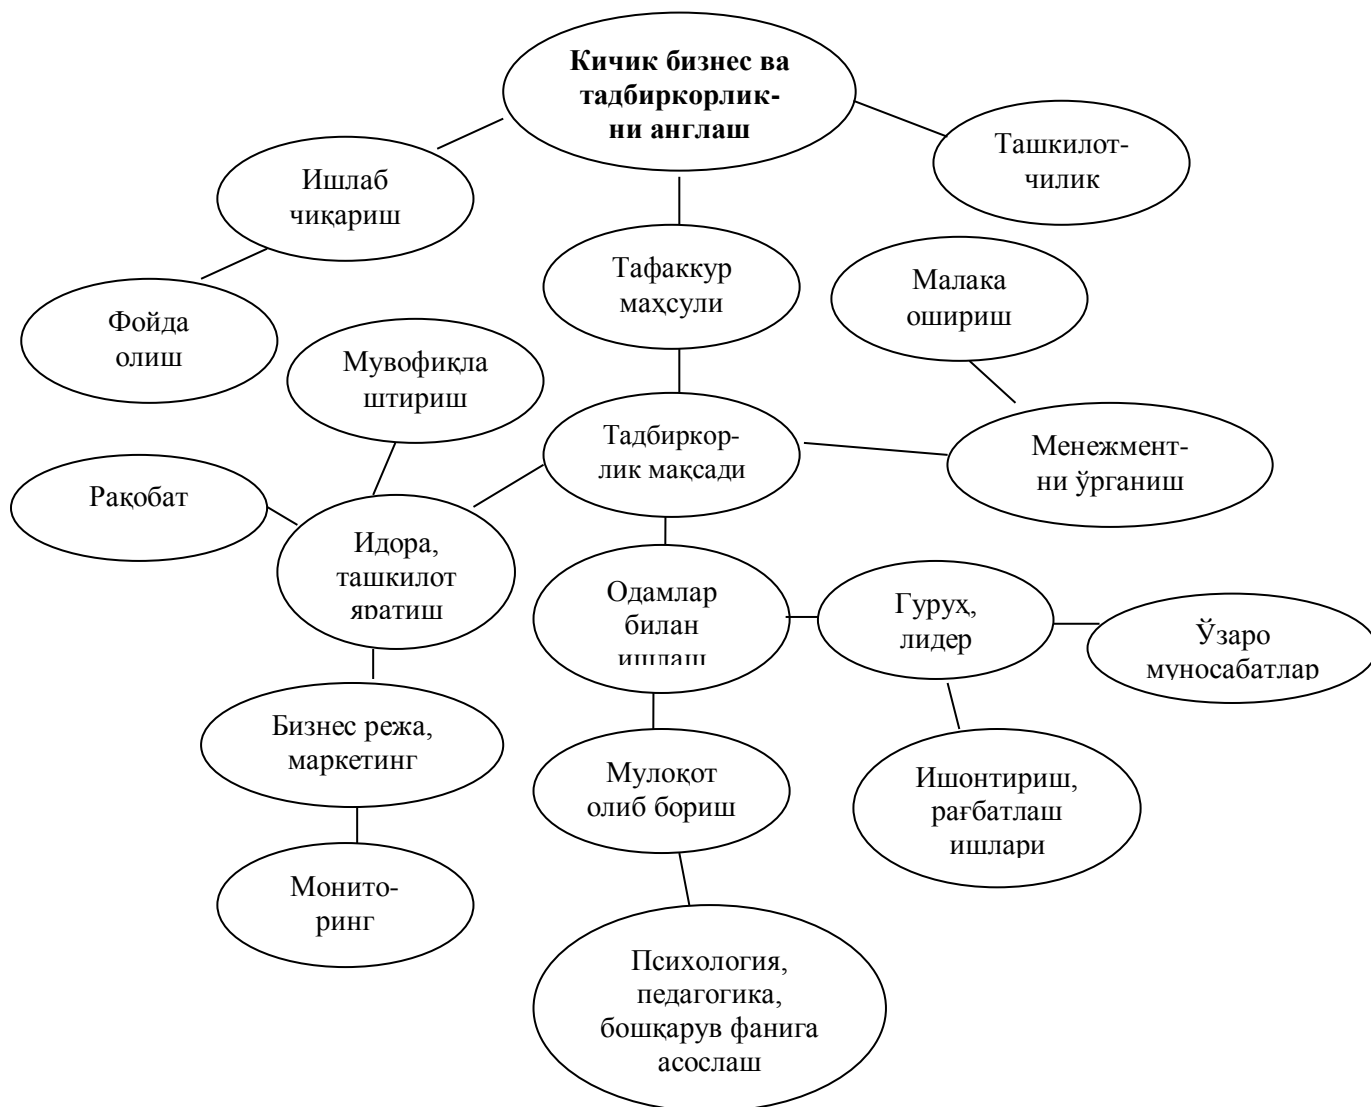 Кичик бизнес ва
тадбиркорлик-
ни англаш
Ташкилот-
чилик
Ишлаб
чиқариш
Тафаккур
маҳсули
Малака
ошириш
Фойда
олиш
Мувофиқла
штириш
Тадбиркор-
лик мақсади
Менежмент-
ни ўрганиш
Рақобат
Идора,
ташкилот
яратиш
Одамлар
билан
ишлаш
Гуруҳ,
лидер
Ўзаро
муносабатлар
Бизнес режа,
маркетинг
Мулоқот
олиб бориш
Ишонтириш,
рағбатлаш
ишлари
Монито-
ринг
Психология,
педагогика,
бошқарув фанига
асослаш